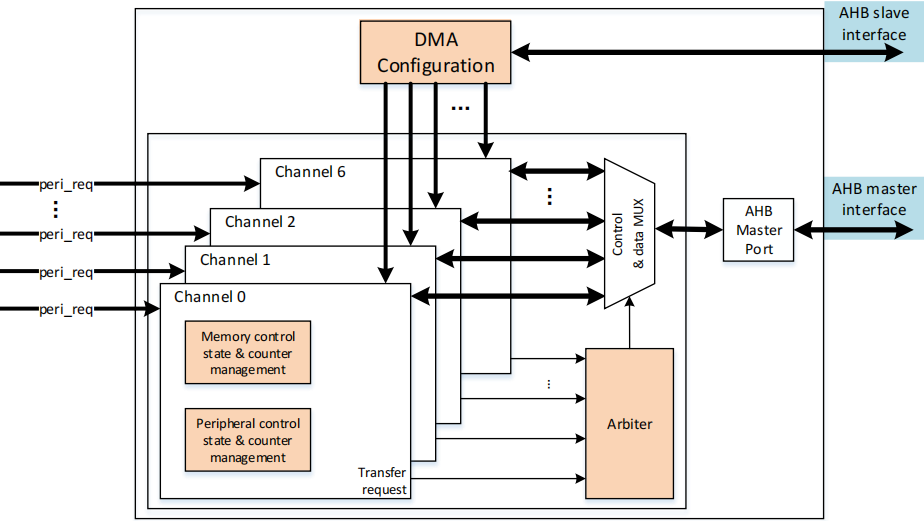 AHB slave
interface
DMA
Configuration
...
Channel 6
peri_req
...
Channel 2
peri_req
Channel 1
peri_req
Channel 0
peri_req
...
Control
& data MUX
AHB
Master
Port
AHB master
interface
Memory control
state & counter
management
Peripheral control
state & counter
management
Transfer
request
...
Arbiter